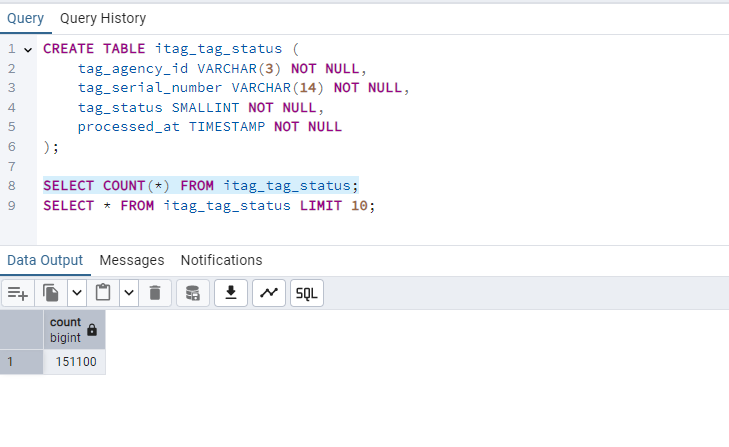 Query Query History
1 CREATE TABLE itag_tag_status (
2 tag_agency_id VARCHAR(3) NOT NULL,
3 tag_serial_number VARCHAR(14) NOT NULL,
4 tag_status SMALLINT NOT NULL,
5 processed_at TIMESTAMP NOT NULL
6 );
7
8 SELECT COUNT(*) FROM itag_tag_status;
9 SELECT * FROM itag_tag_status LIMIT 10;
Data Output Messages Notifications
SQL
count
bigint
1 151100